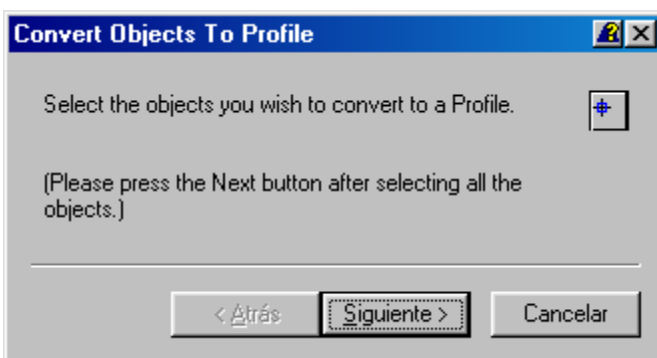 Convert Objects To Profile
Select the objects you wish to convert to a Profile.
(Please press the Next button after selecting all the
objects.)
< Atrás
Siguiente >
Cancelar